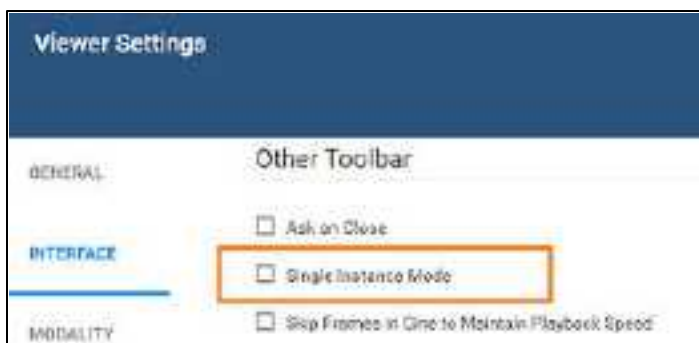 Viewer Settings
Other Toolbar
GENERAL
Ask on Close
INTERFACE
Single Instance Mode
Skip Frames in Cine to Maintain Playback Speed
MODALITY